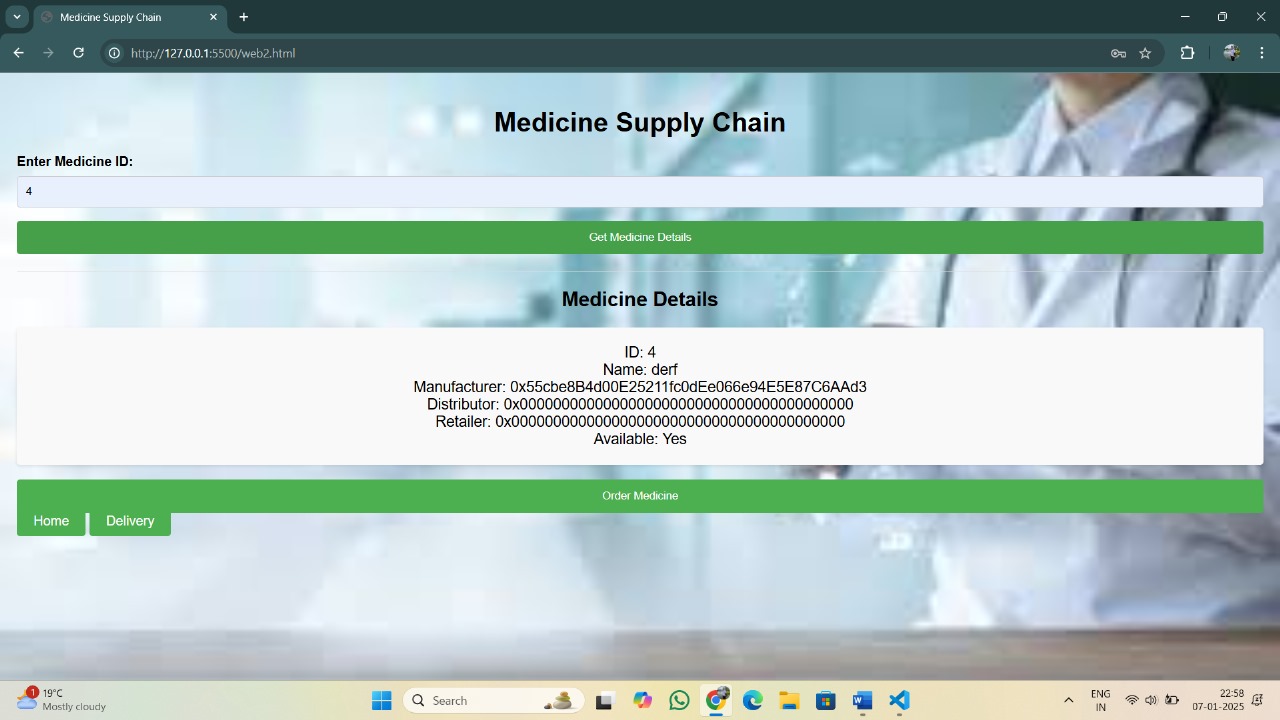 Medicine Supply Chain
http://127.0.0.1:5500/web2.html
Medicine Supply Chain
Enter Medicine ID:
4
Get Medicine Details
Medicine Details
ID: 4
Name: derf
Manufacturer: 0x55cbe8B4d00E25211fc0dEe066e94E5E87C6AAd3
Distributor: 0x0000000000000000000000000000000000000000
Retailer: 0x0000000000000000000000000000000000000000
Available: Yes
Order Medicine
Home Delivery
1
19°C
Mostly cloudy
Search
ENG
IN
22:58
07-01-2025